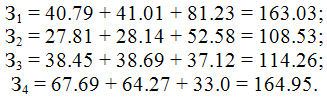 З₁ = 40.79 + 41.01 + 81.23 = 163.03;
З₂ = 27.81 + 28.14 + 52.58 = 108.53;
З₃ = 38.45 + 38.69 + 37.12 = 114.26;
З₄ = 67.69 + 64.27 + 33.0 = 164.95.